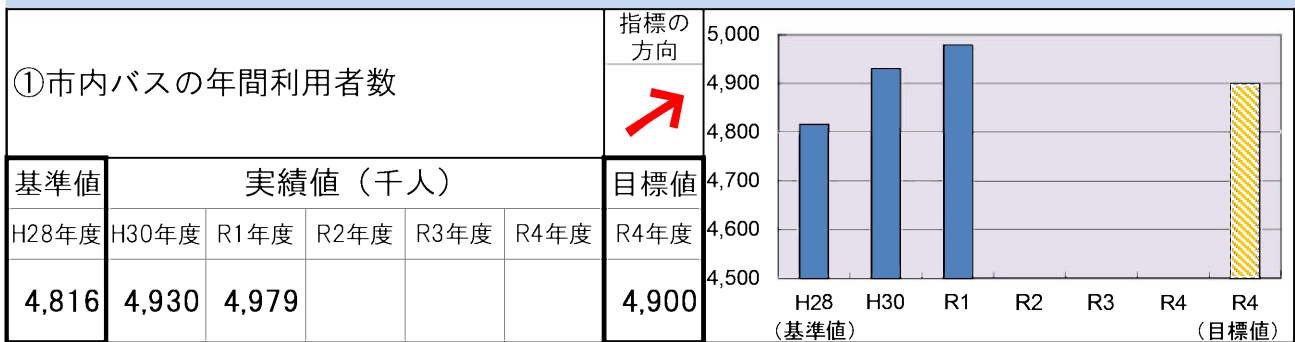 ①市内バスの年間利用者数
指標の
方向
基準値 実績値（千人） 目標値
H28年度 H30年度 R1年度 R2年度 R3年度 R4年度 R4年度
4,816 4,930 4,979 4,900
5,000
4,900
4,800
4,700
4,600
4,500
H28 H30 R1 R2 R3 R4 R4
（基準値） （目標値）